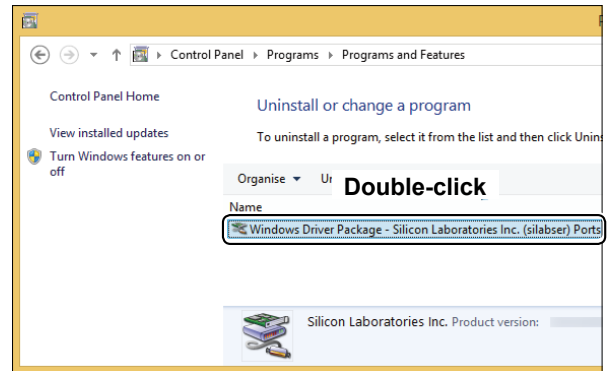 Control Panel ▸ Programs ▸ Programs and Features
Control Panel Home
View installed updates
Turn Windows features on or
off
Uninstall or change a program
To uninstall a program, select it from the list and then click
Organise
Double-click
Name
Windows Driver Package - Silicon Laboratories Inc. (silabser) Ports
Silicon Laboratories Inc. Product version: